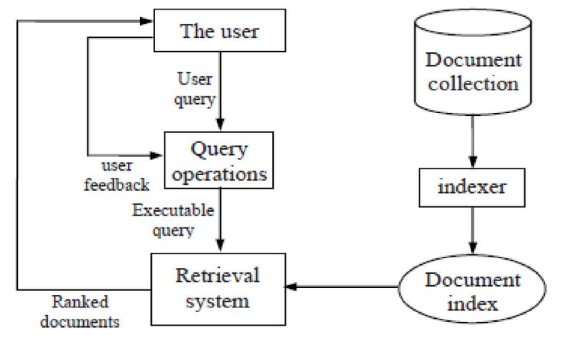 The user
User
query
user
feedback
Query
operations
Executable
query
Retrieval
system
Ranked
documents
Document
collection
indexer
Document
index